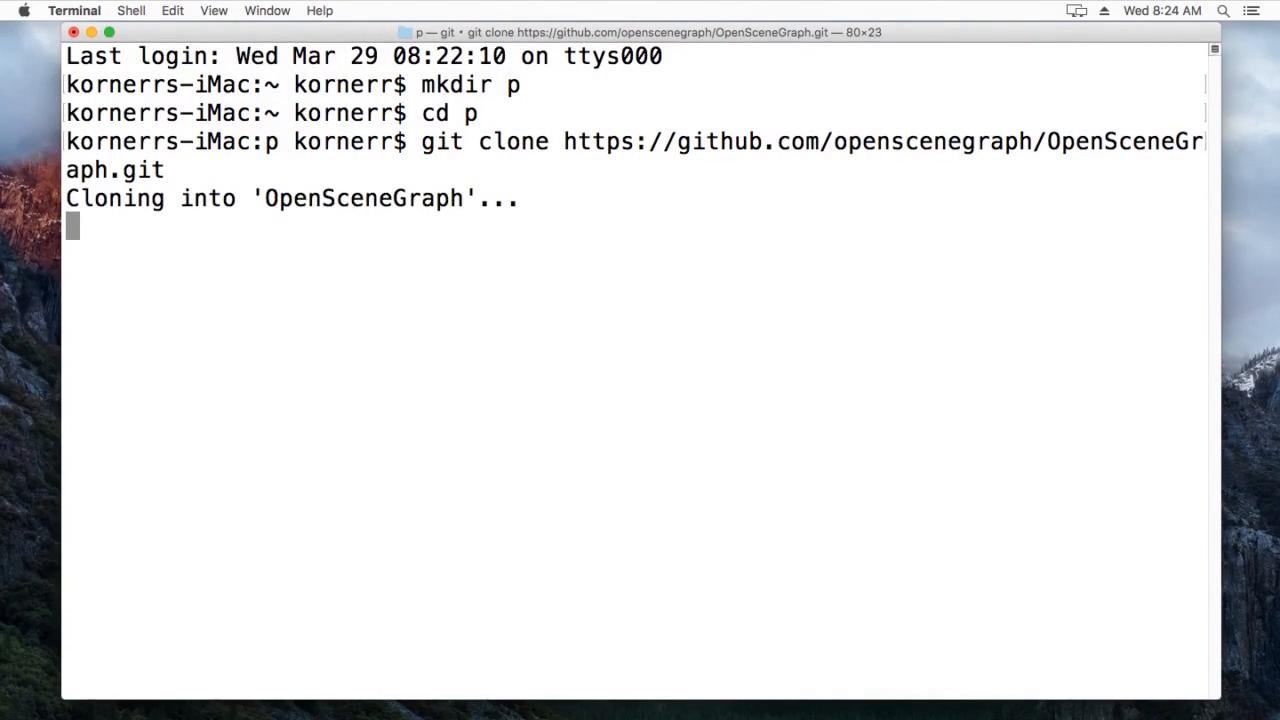 Terminal Shell Edit View Window Help Wed 8:24 AM
p — git • git clone https://github.com/openscenegraph/OpenSceneGraph.git — 80×23
Last login: Wed Mar 29 08:22:10 on ttys000
kornerrs-iMac:~ kornerr$ mkdir p
kornerrs-iMac:~ kornerr$ cd p
kornerrs-iMac:p kornerr$ git clone https://github.com/openscenegraph/OpenSceneGr
aph.git
Cloning into 'OpenSceneGraph'...